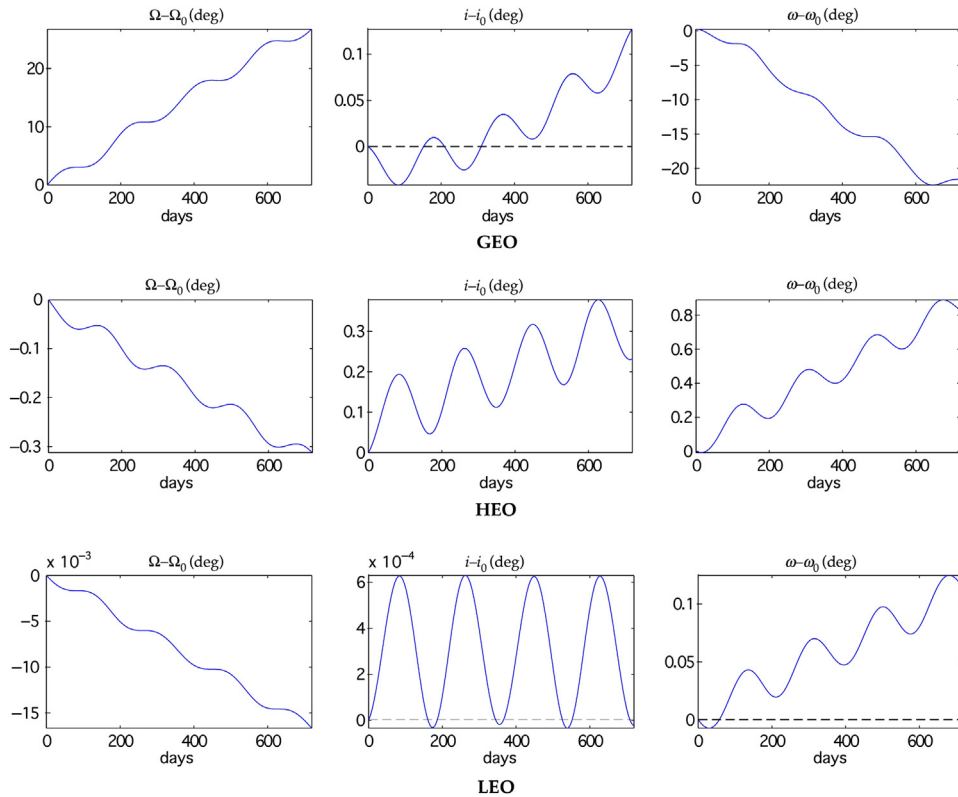 Ω–Ω₀ (deg)
i–i₀ (deg)
ω–ω₀ (deg)
20
10
0
0 200 400 600
days
0.1
0.05
0
0 200 400 600
days
0
−5
−10
−15
−20
0 200 400 600
days
GEO
Ω–Ω₀ (deg)
i–i₀ (deg)
ω–ω₀ (deg)
0
−0.1
−0.2
−0.3
0 200 400 600
days
0.3
0.2
0.1
0
0 200 400 600
days
0.8
0.6
0.4
0.2
0
0 200 400 600
days
HEO
x 10⁻³
Ω–Ω₀ (deg)
x 10⁻⁴
i–i₀ (deg)
ω–ω₀ (deg)
0
−5
−10
−15
0 200 400 600
days
6
4
2
0
0 200 400 600
days
0.1
0.05
0
0 200 400 600
days
LEO